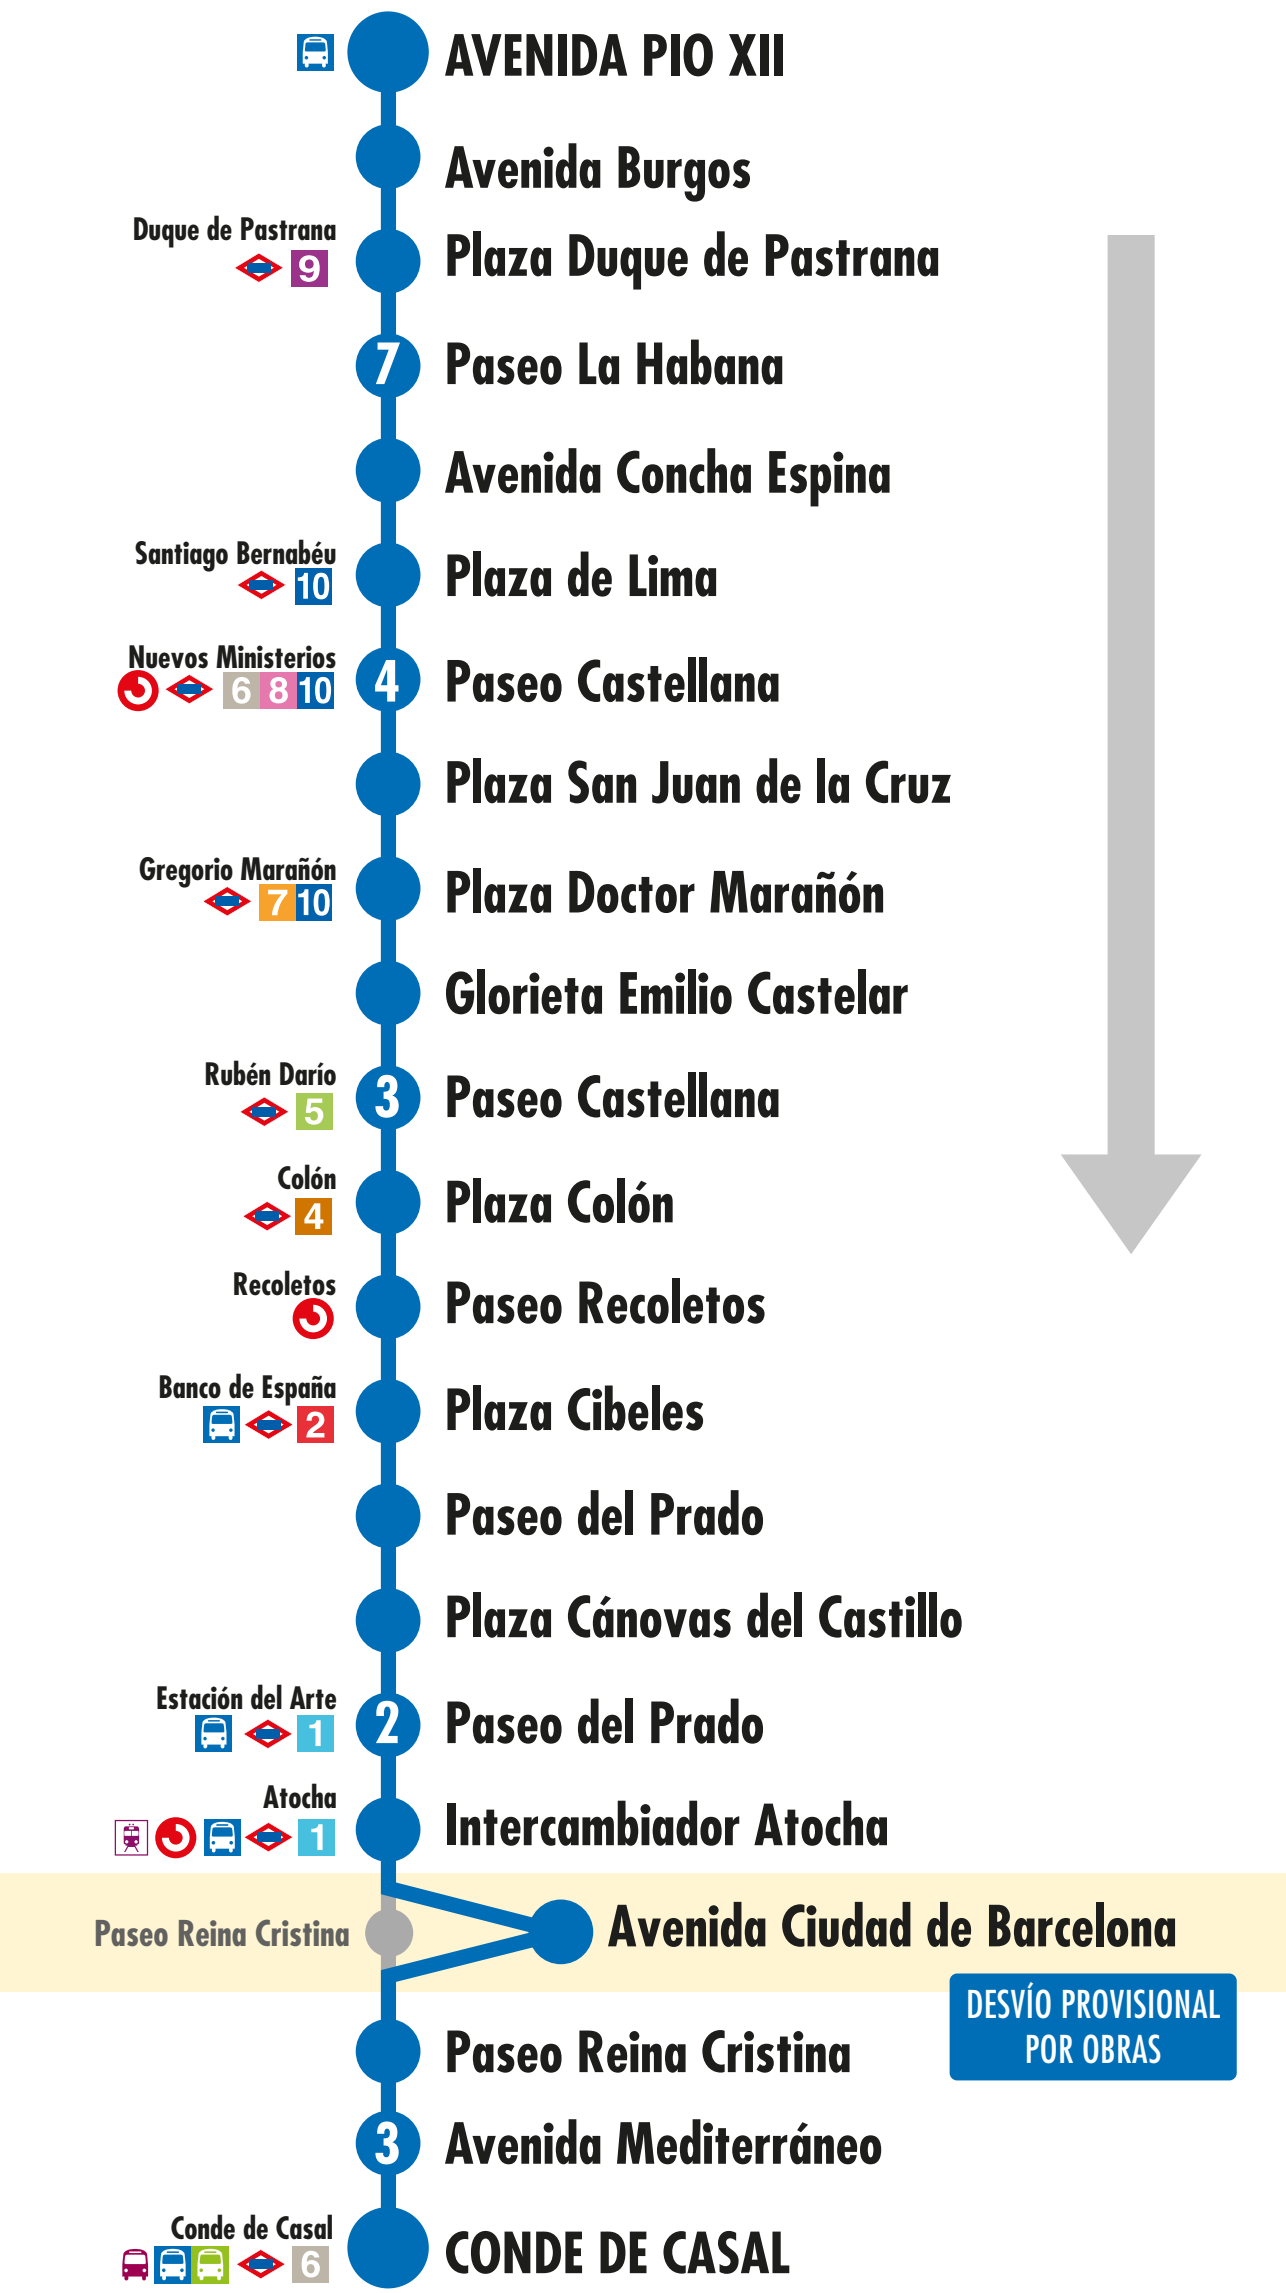 AVENIDA PIO XII
Avenida Burgos
Duque de Pastrana
9
Plaza Duque de Pastrana
7
Paseo La Habana
Avenida Concha Espina
Santiago Bernabéu
10
Plaza de Lima
Nuevos Ministerios
6 8 10
4
Paseo Castellana
Plaza San Juan de la Cruz
Gregorio Marañón
7 10
Plaza Doctor Marañón
Glorieta Emilio Castelar
Rubén Darío
5
3
Paseo Castellana
Colón
4
Plaza Colón
Recoletos
Paseo Recoletos
Banco de España
2
Plaza Cibeles
Paseo del Prado
Plaza Cánovas del Castillo
Estación del Arte
1
2
Paseo del Prado
Atocha
1
Intercambiador Atocha
Paseo Reina Cristina
Avenida Ciudad de Barcelona
DESVÍO PROVISIONAL
POR OBRAS
Paseo Reina Cristina
3
Avenida Mediterráneo
Conde de Casal
6
CONDE DE CASAL